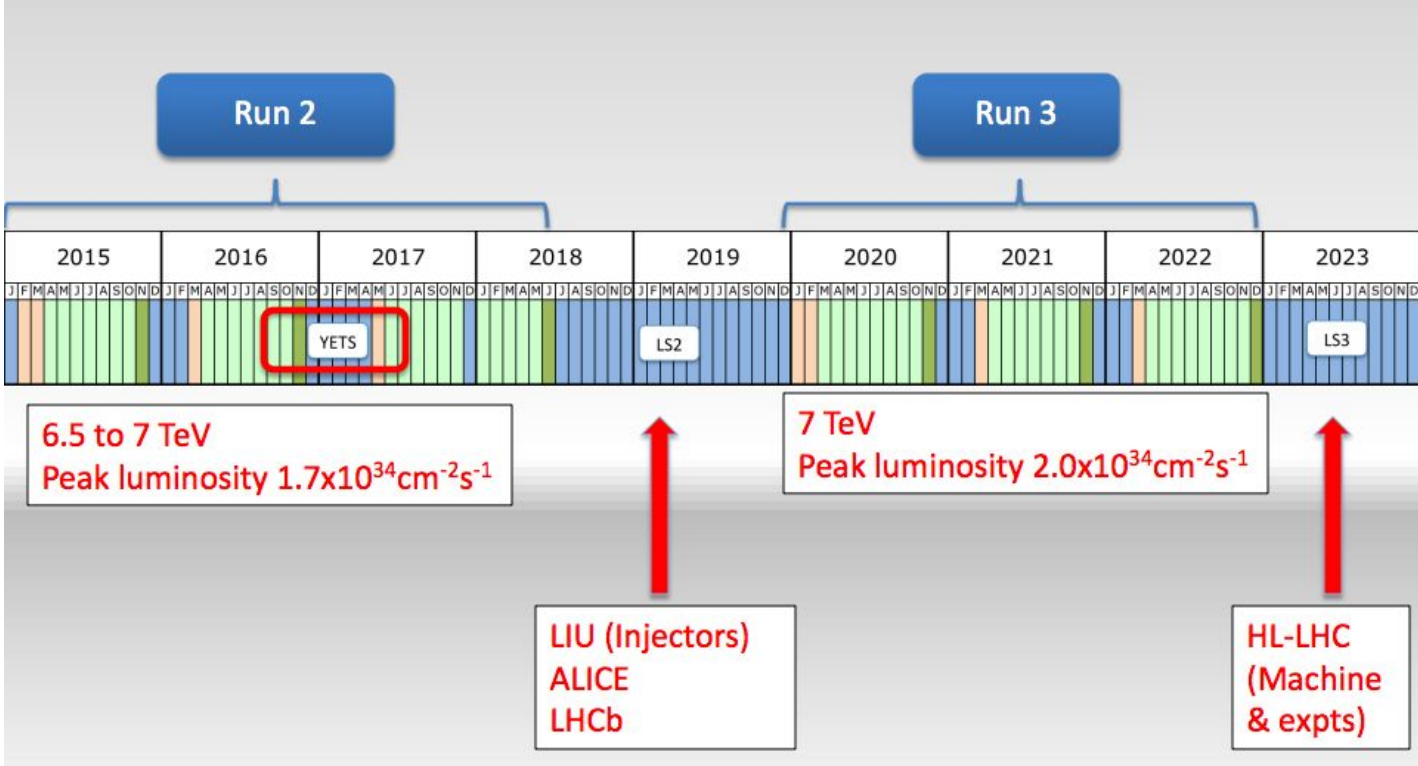 Run 2
Run 3
2015 2016 2017 2018 2019 2020 2021 2022 2023
J F M A M J J A S O N D J F M A M J J A S O N D J F M A M J J A S O N D J F M A M J J A S O N D J F M A M J J A S O N D J F M A M J J A S O N D J F M A M J J A S O N D J F M A M J J A S O N D J F M A M J J A S O N D
YETS
LS2
LS3
6.5 to 7 TeV
Peak luminosity 1.7x10³⁴cm⁻²s⁻¹
7 TeV
Peak luminosity 2.0x10³⁴cm⁻²s⁻¹
LIU (Injectors)
ALICE
LHCb
HL-LHC
(Machine
& expts)